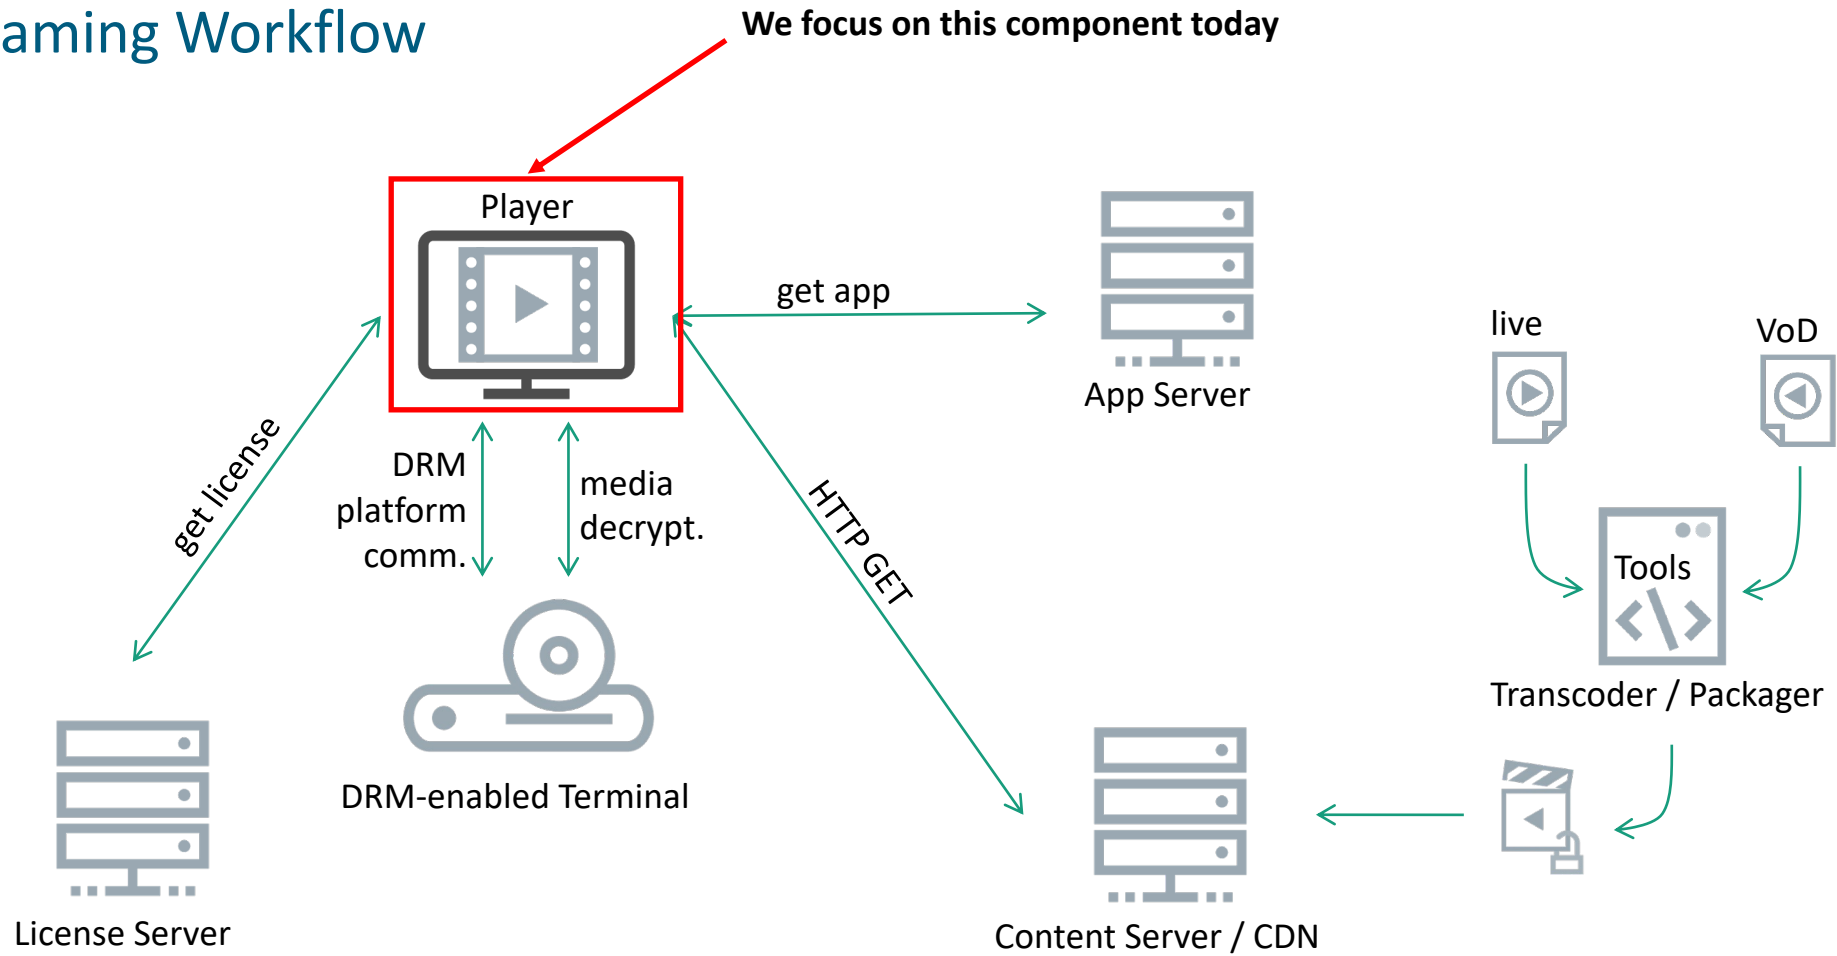 aming Workflow
We focus on this component today
Player
get app
live
VoD
App Server
get license
DRM
platform
comm.
media
decrypt.
HTTP GET
Tools
Transcoder / Packager
DRM-enabled Terminal
License Server
Content Server / CDN